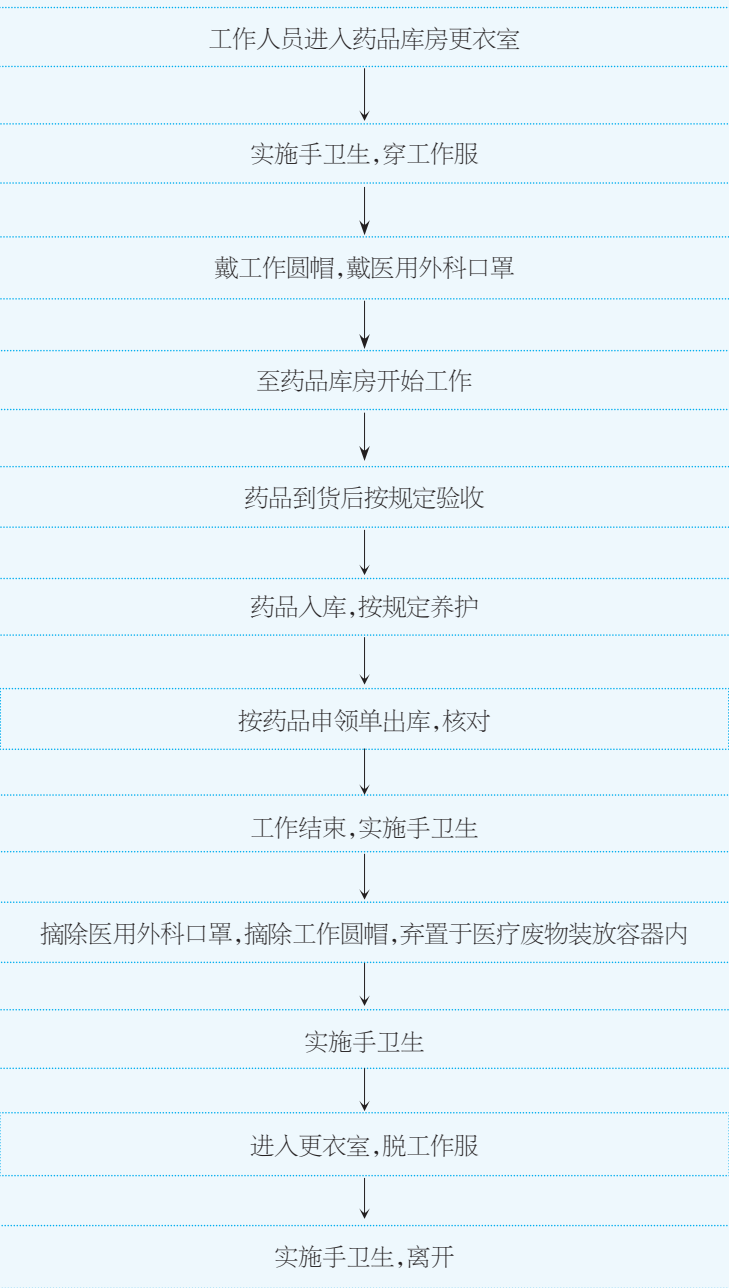 工作人员进入药品库房更衣室
实施手卫生,穿工作服
戴工作圆帽,戴医用外科口罩
至药品库房开始工作
药品到货后按规定验收
药品入库,按规定养护
按药品申领单出库,核对
工作结束,实施手卫生
摘除医用外科口罩,摘除工作圆帽,弃置于医疗废物装放容器内
实施手卫生
进入更衣室,脱工作服
实施手卫生,离开